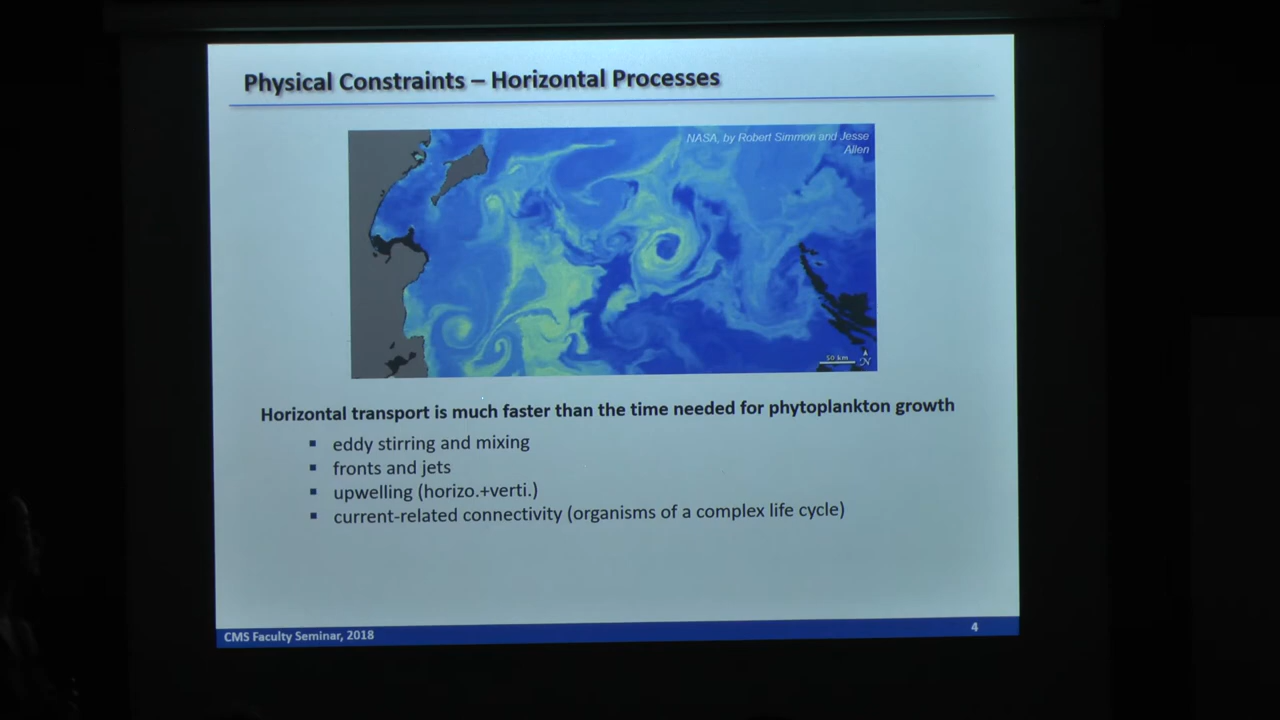 Physical Constraints – Horizontal Processes
NASA, by Robert Simmon and Jesse
Allen
50 km
N
Horizontal transport is much faster than the time needed for phytoplankton growth
▪ eddy stirring and mixing
▪ fronts and jets
▪ upwelling (horizo.+verti.)
▪ current-related connectivity (organisms of a complex life cycle)
CMS Faculty Seminar, 2018
4